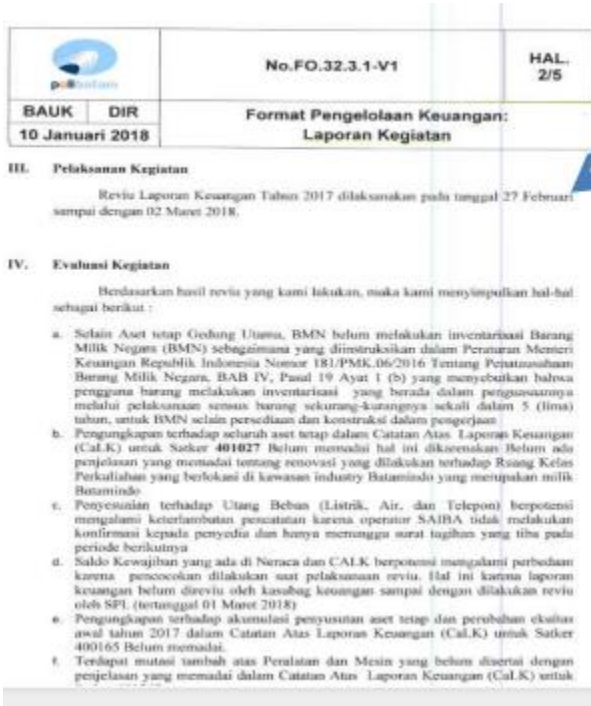 polibatam
No.FO.32.3.1-V1
HAL.
2/5
BAUK DIR
10 Januari 2018
Format Pengelolaan Keuangan:
Laporan Kegiatan
III. Pelaksanan Kegiatan
Reviu Laporan Keuangan Tahun 2017 dilaksanakan pada tanggal 27 Februari
sampai dengan 02 Maret 2018.
IV. Evaluasi Kegiatan
Berdasarkan hasil reviu yang kami lakukan, maka kami menyimpulkan hal-hal
sebagai berikut :
a. Selain Aset tetap Gedung Utama, BMN belum melakukan inventarisasi Barang
Milik Negara (BMN) sebagaimana yang diinstruksikan dalam Peraturan Menteri
Keuangan Republik Indonesia Nomor 181/PMK.06/2016 Tentang Penatausahaan
Barang Milik Negara, BAB IV, Pasal 19 Ayat 1 (b) yang menyebutkan bahwa
pengguna barang melakukan inventarisasi yang berada dalam penguasaannya
melalui pelaksanaan sensus barang sekurang-kurangnya sekali dalam 5 (lima)
tahun, untuk BMN selain persediaan dan konstruksi dalam pengerjaan
b. Pengungkapan terhadap seluruh aset tetap dalam Catatan Atas Laporan Keuangan
(CaLK) untuk Satker 401027 Belum memadai hal ini dikarenakan Belum ada
penjelasan yang memadai tentang renovasi yang dilakukan terhadap Ruang Kelas
Perkuliahan yang berlokasi di kawasan industry Batamindo yang merupakan milik
Batamindo
c. Penyesuaian terhadap Utang Beban (Listrik, Air, dan Telepon) berpotensi
mengalami keterlambatan pencatatan karena operator SAIBA tidak melakukan
konfirmasi kepada penyedia dan hanya menunggu surat tagihan yang tiba pada
periode berikutnya
d. Saldo Kewajiban yang ada di Neraca dan CALK berpotensi mengalami perbedaan
karena pencocokan dilakukan saat pelaksanaan reviu. Hal ini karena laporan
keuangan belum direviu oleh kasubag keuangan sampai dengan dilakukan reviu
oleh SPI. (tertanggal 01 Maret 2018)
e. Pengungkapan terhadap akumulasi penyusutan aset tetap dan perubahan ekuitas
awal tahun 2017 dalam Catatan Atas Laporan Keuangan (CaLK) untuk Satker
400165 Belum memadai.
f. Terdapat mutasi tambah atas Peralatan dan Mesin yang belum disertai dengan
penjelasan yang memadai dalam Catatan Atas Laporan Keuangan (CaLK) untuk